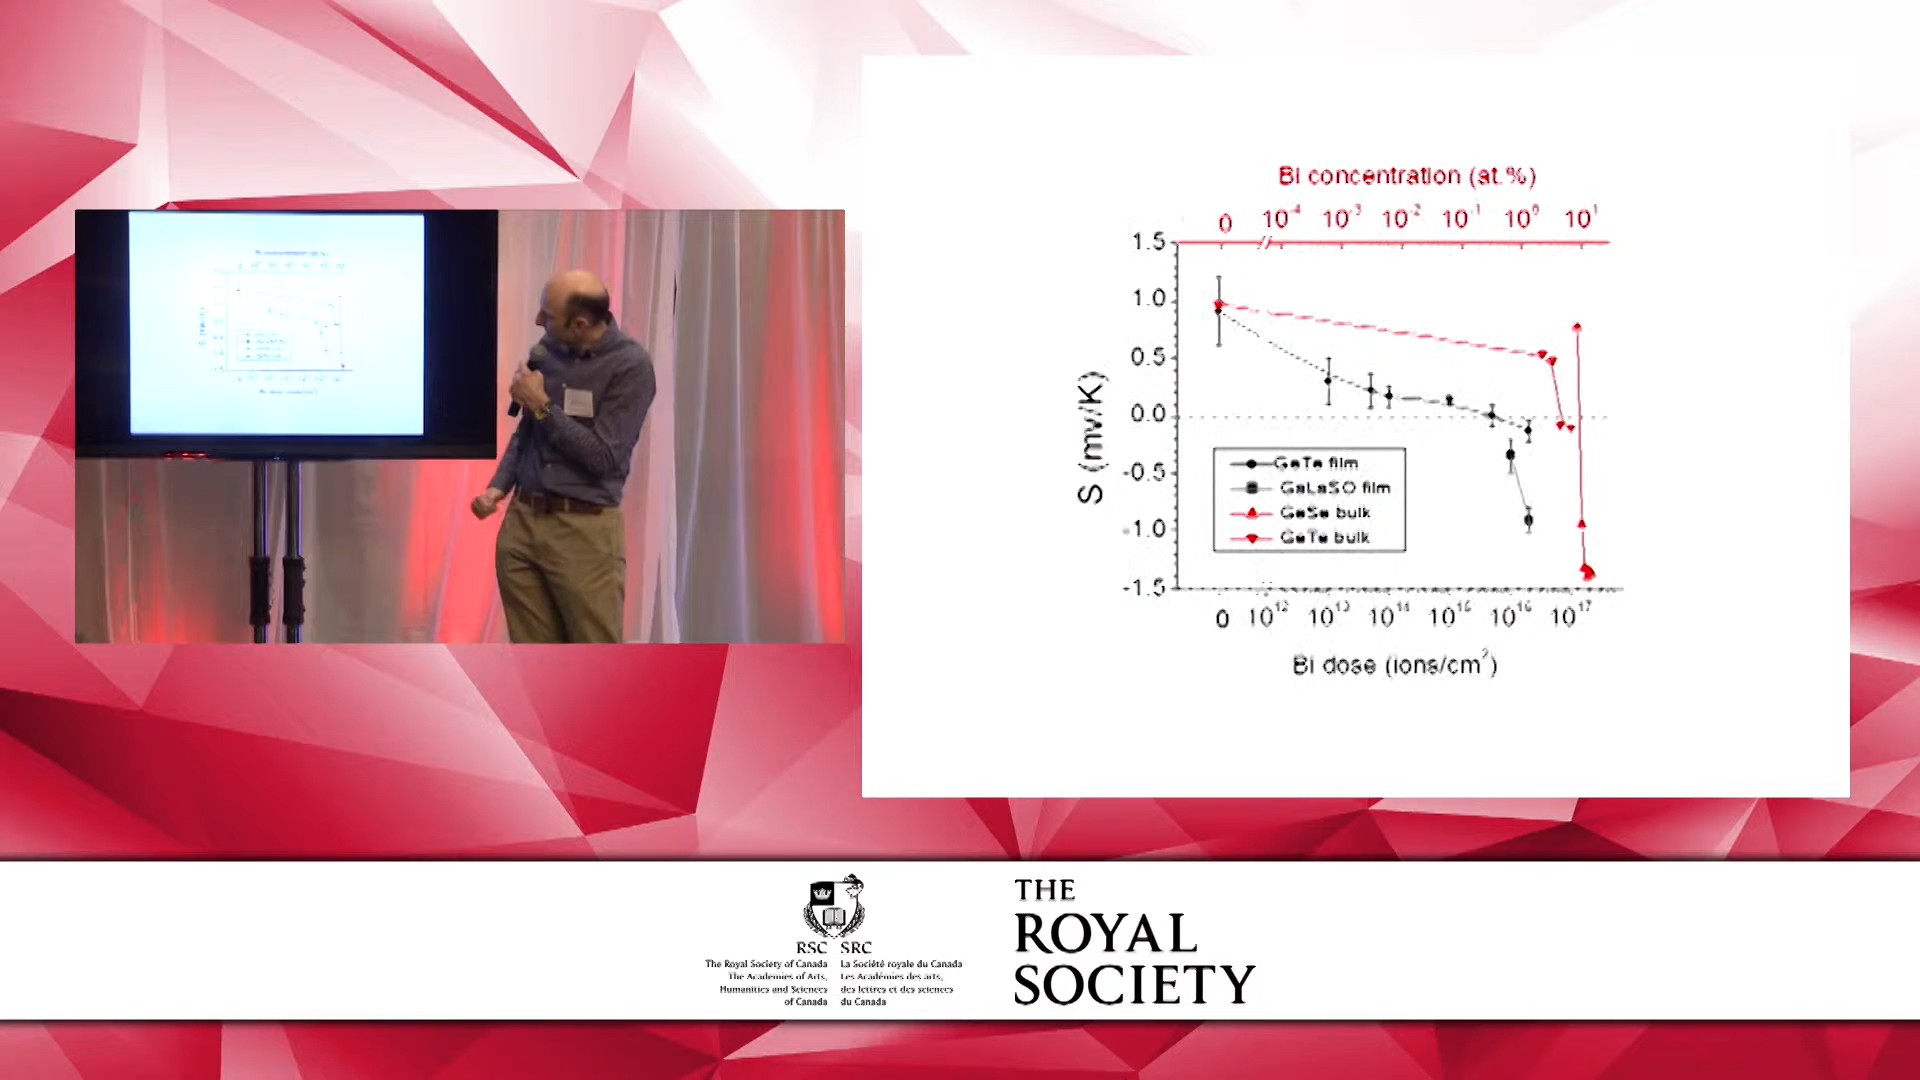 Bi concentration (at.%)
0 10⁻⁴ 10⁻³ 10⁻² 10⁻¹ 10⁰ 10¹
1.5
1.0
0.5
0.0
-0.5
-1.0
-1.5
S (mv/K)
GeTe film
GaLaSO film
GeSe bulk
GeTe bulk
0 10¹² 10¹³ 10¹⁴ 10¹⁵ 10¹⁶ 10¹⁷
Bi dose (ions/cm²)
RSC SRC
The Royal Society of Canada
The Academies of Arts,
Humanities and Sciences
of Canada
La Société royale du Canada
Les Académies des arts,
des lettres et des sciences
du Canada
THE
ROYAL
SOCIETY